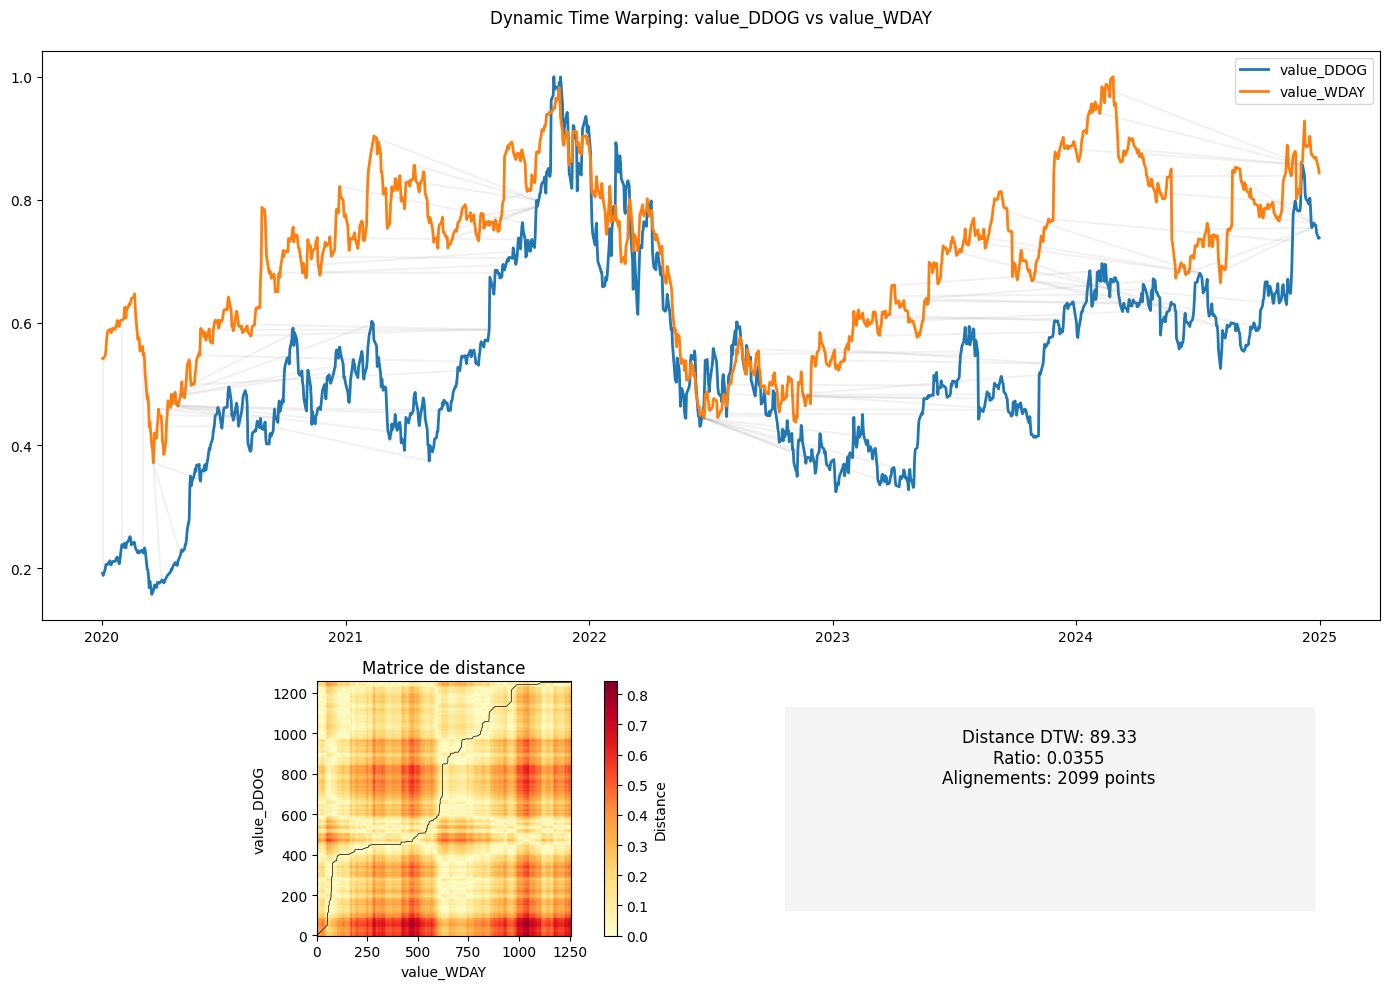 Dynamic Time Warping: value_DDOG vs value_WDAY
value_DDOG
value_WDAY
1.0
0.8
0.6
0.4
0.2
2020 2021 2022 2023 2024 2025
Matrice de distance
value_DDOG
1200
1000
800
600
400
200
0
0 250 500 750 1000 1250
value_WDAY
0.8
0.7
0.6
0.5
0.4
0.3
0.2
0.1
0.0
Distance
Distance DTW: 89.33
Ratio: 0.0355
Alignements: 2099 points